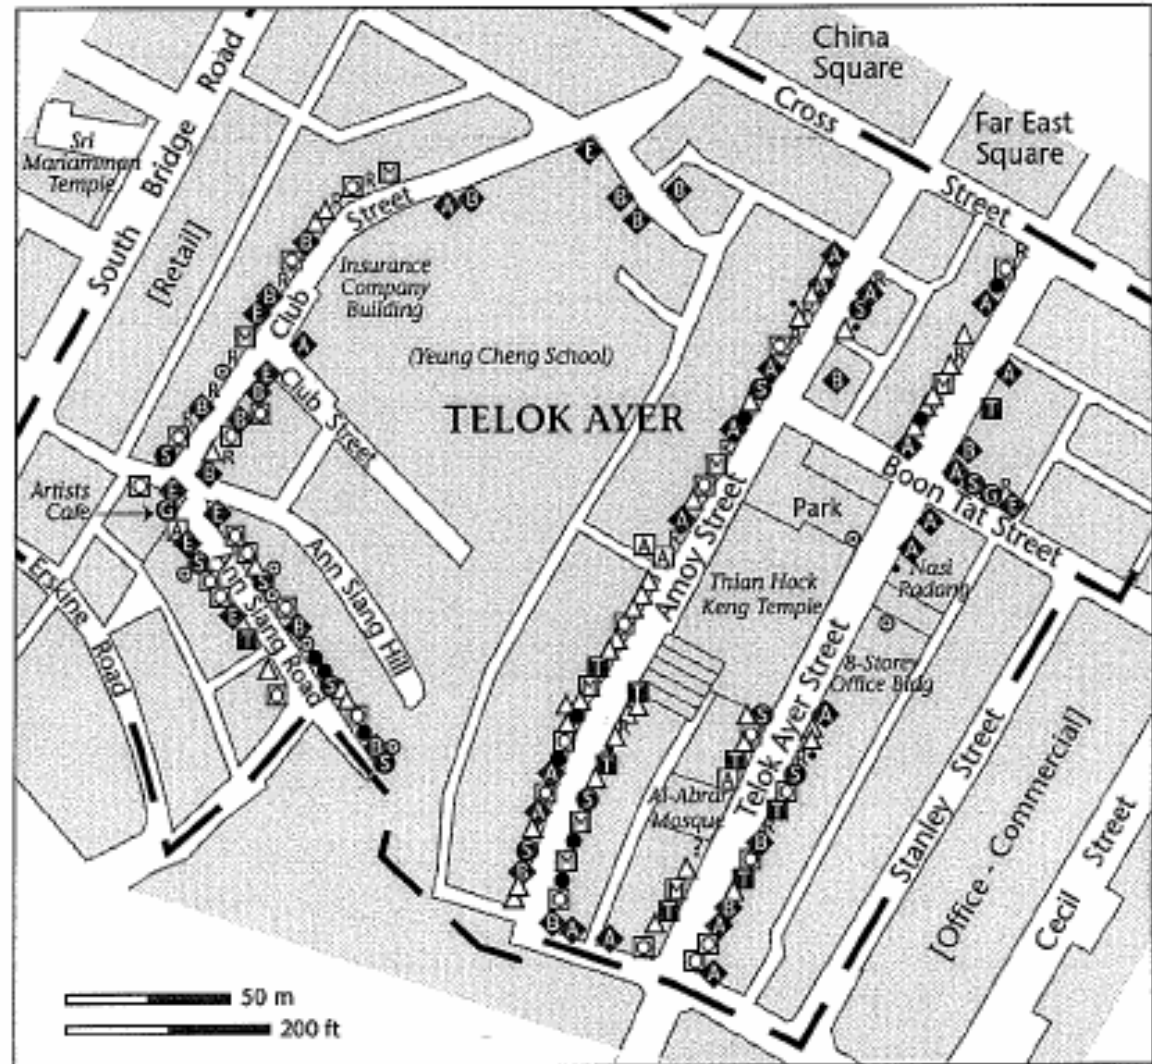 China
Square
Cross
Street
Far East
Square
Sri
Mariamman
Temple
South Bridge Road
[Retail]
Club Street
Insurance
Company
Building
(Yeung Cheng School)
TELOK AYER
Club Street
Artists
Cafe
Erskine Road
Ann Siang Road
Ann Siang Hill
Amoy Street
Park
Thian Hock
Keng Temple
Boon Tat Street
Nasi
Padang
8-Storey
Office Bldg
Telok Ayer Street
Al-Abrar
Mosque
Stanley Street
[Office - Commercial]
Cecil Street
50 m
200 ft